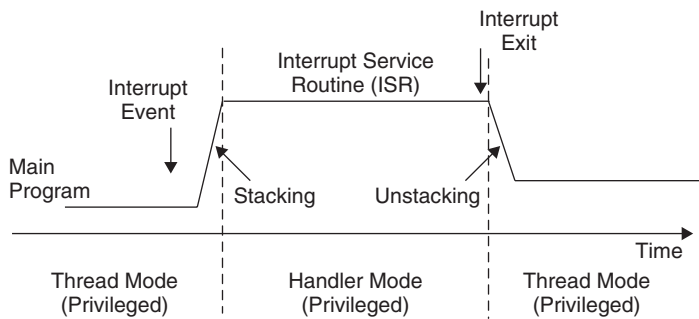 Interrupt
Exit
Interrupt Service
Routine (ISR)
Interrupt
Event
Main
Program
Stacking
Unstacking
Time
Thread Mode
(Privileged)
Handler Mode
(Privileged)
Thread Mode
(Privileged)